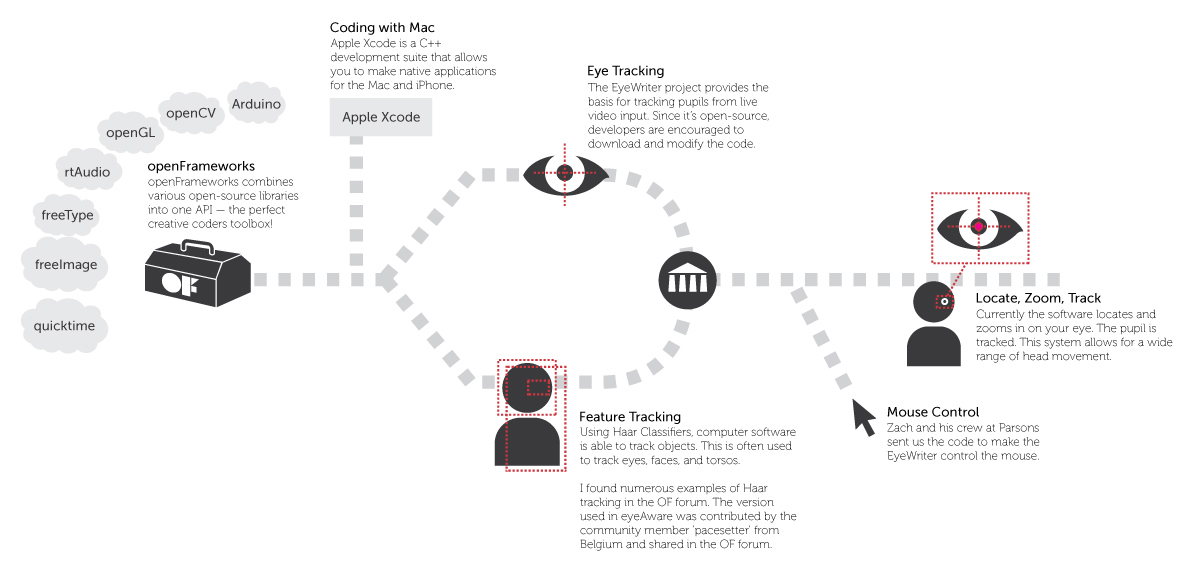 Coding with Mac
Apple Xcode is a C++
development suite that allows
you to make native applications
for the Mac and iPhone.
Apple Xcode
Arduino
openCV
openGL
rtAudio
freeType
freeImage
quicktime
openFrameworks
openFrameworks combines
various open-source libraries
into one API — the perfect
creative coders toolbox!
OF
Eye Tracking
The EyeWriter project provides the
basis for tracking pupils from live
video input. Since it's open-source,
developers are encouraged to
download and modify the code.
Feature Tracking
Using Haar Classifiers, computer software
is able to track objects. This is often used
to track eyes, faces, and torsos.
I found numerous examples of Haar
tracking in the OF forum. The version
used in eyeAware was contributed by the
community member 'pacesetter' from
Belgium and shared in the OF forum.
Locate, Zoom, Track
Currently the software locates and
zooms in on your eye. The pupil is
tracked. This system allows for a wide
range of head movement.
Mouse Control
Zach and his crew at Parsons
sent us the code to make the
EyeWriter control the mouse.